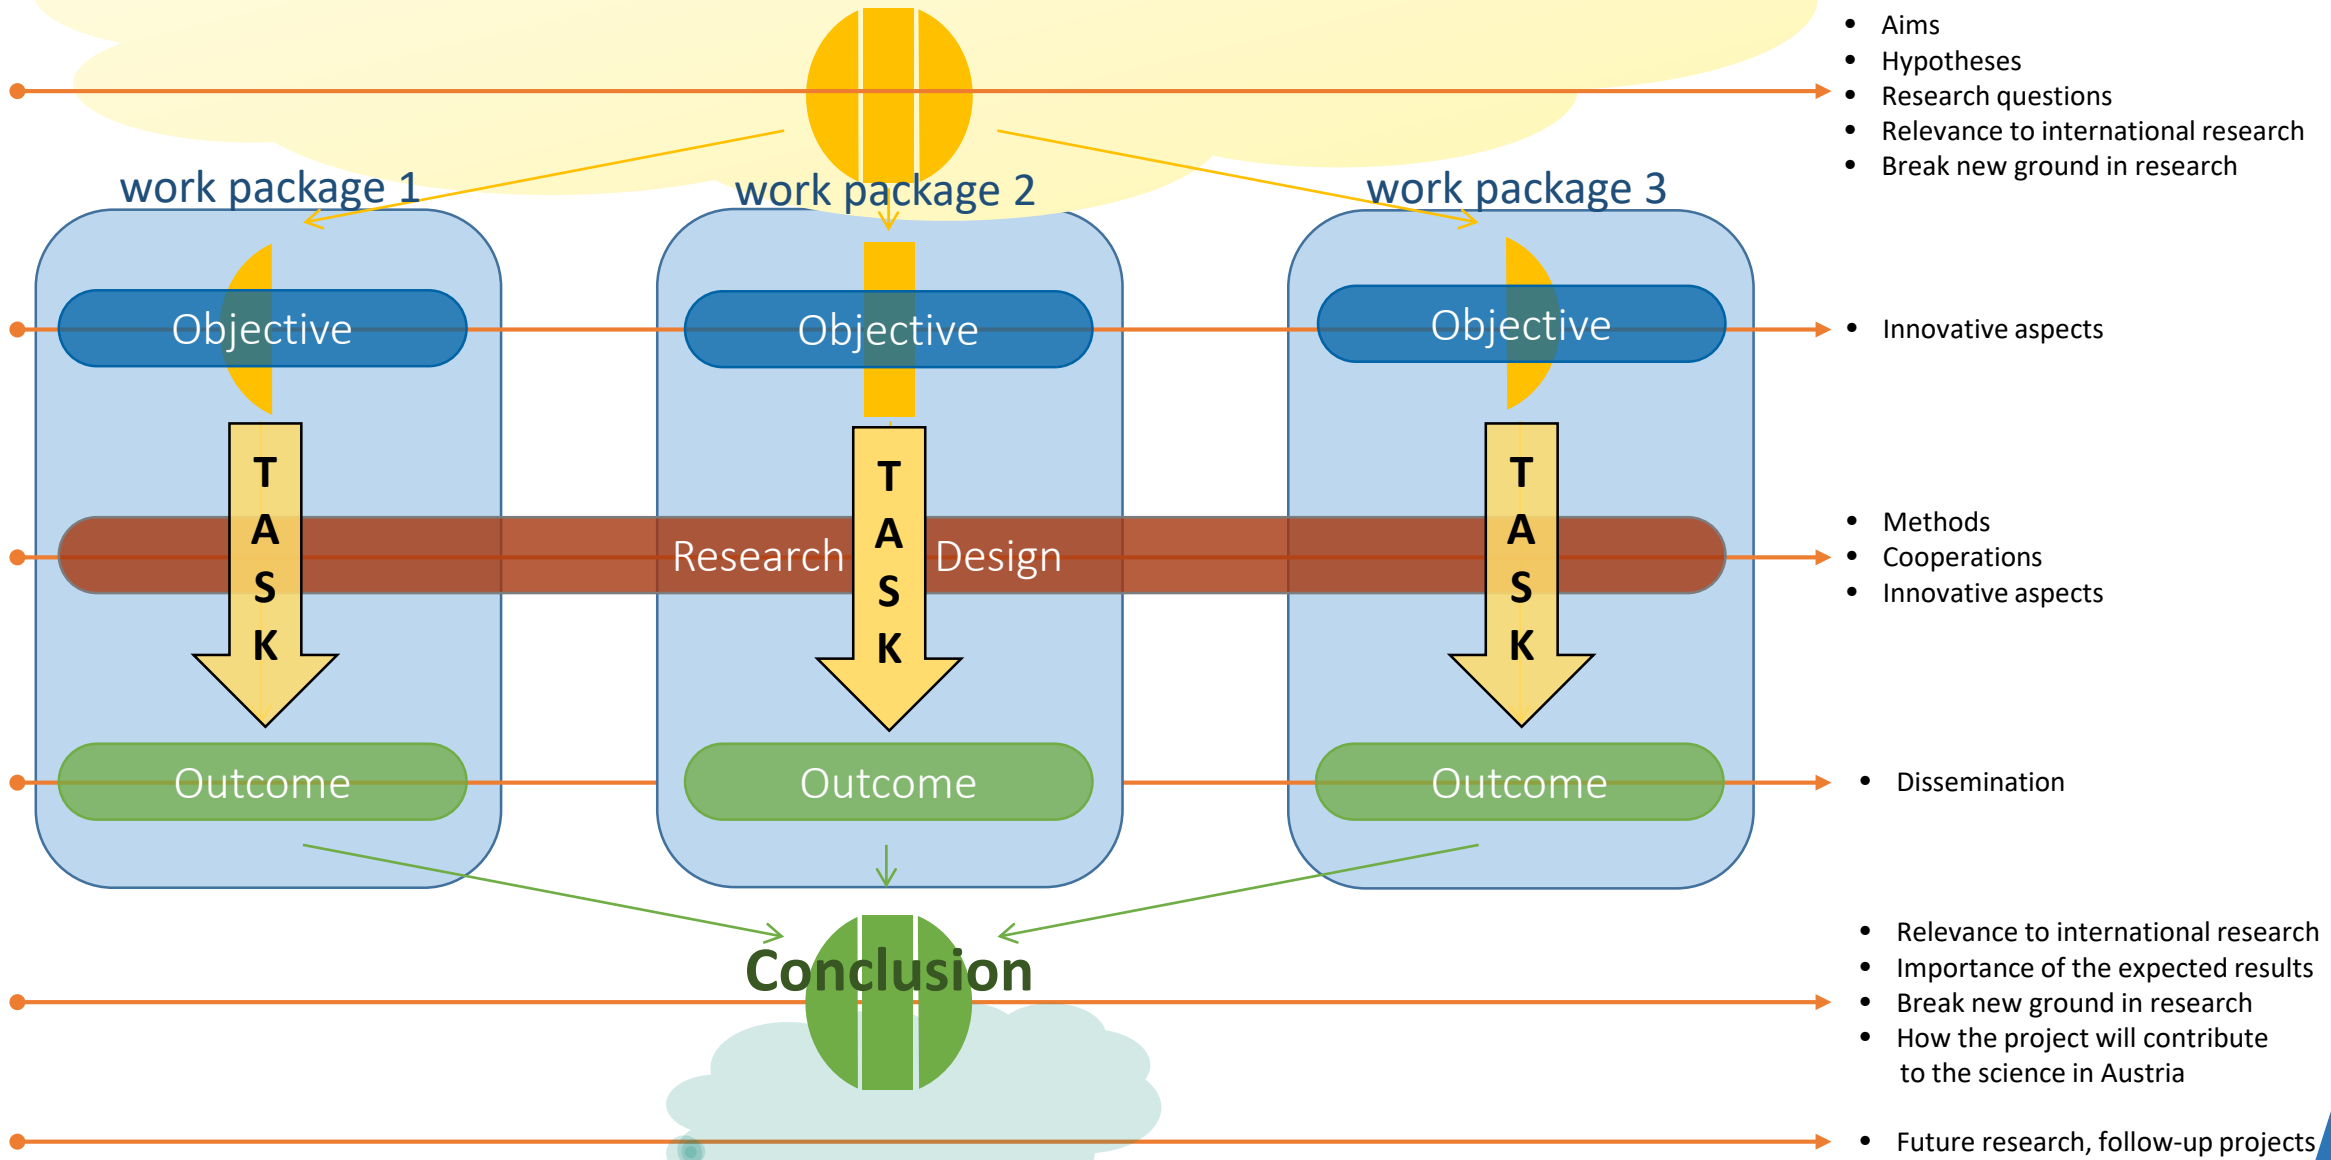 • Aims
• Hypotheses
• Research questions
• Relevance to international research
• Break new ground in research
work package 1
work package 2
work package 3
Objective
Objective
Objective
• Innovative aspects
T
A
S
K
T
A
S
K
T
A
S
K
Research Design
• Methods
• Cooperations
• Innovative aspects
Outcome
Outcome
Outcome
• Dissemination
Conclusion
• Relevance to international research
• Importance of the expected results
• Break new ground in research
• How the project will contribute
to the science in Austria
• Future research, follow-up projects